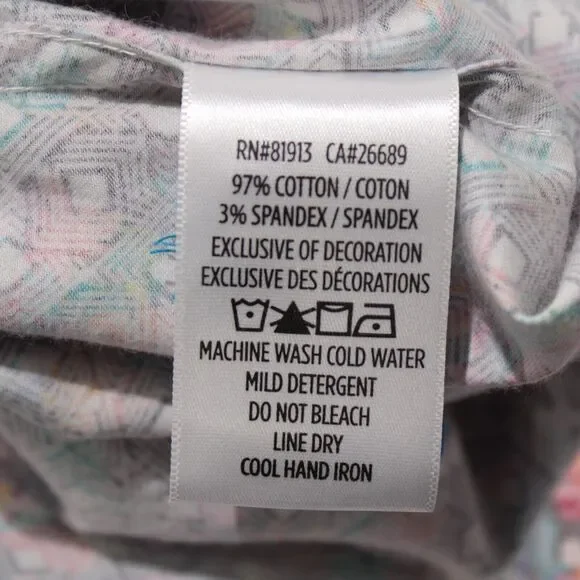 RN#81913 CA#26689
97% COTTON / COTON
3% SPANDEX / SPANDEX
EXCLUSIVE OF DECORATION
EXCLUSIVE DES DÉCORATIONS
MACHINE WASH COLD WATER
MILD DETERGENT
DO NOT BLEACH
LINE DRY
COOL HAND IRON